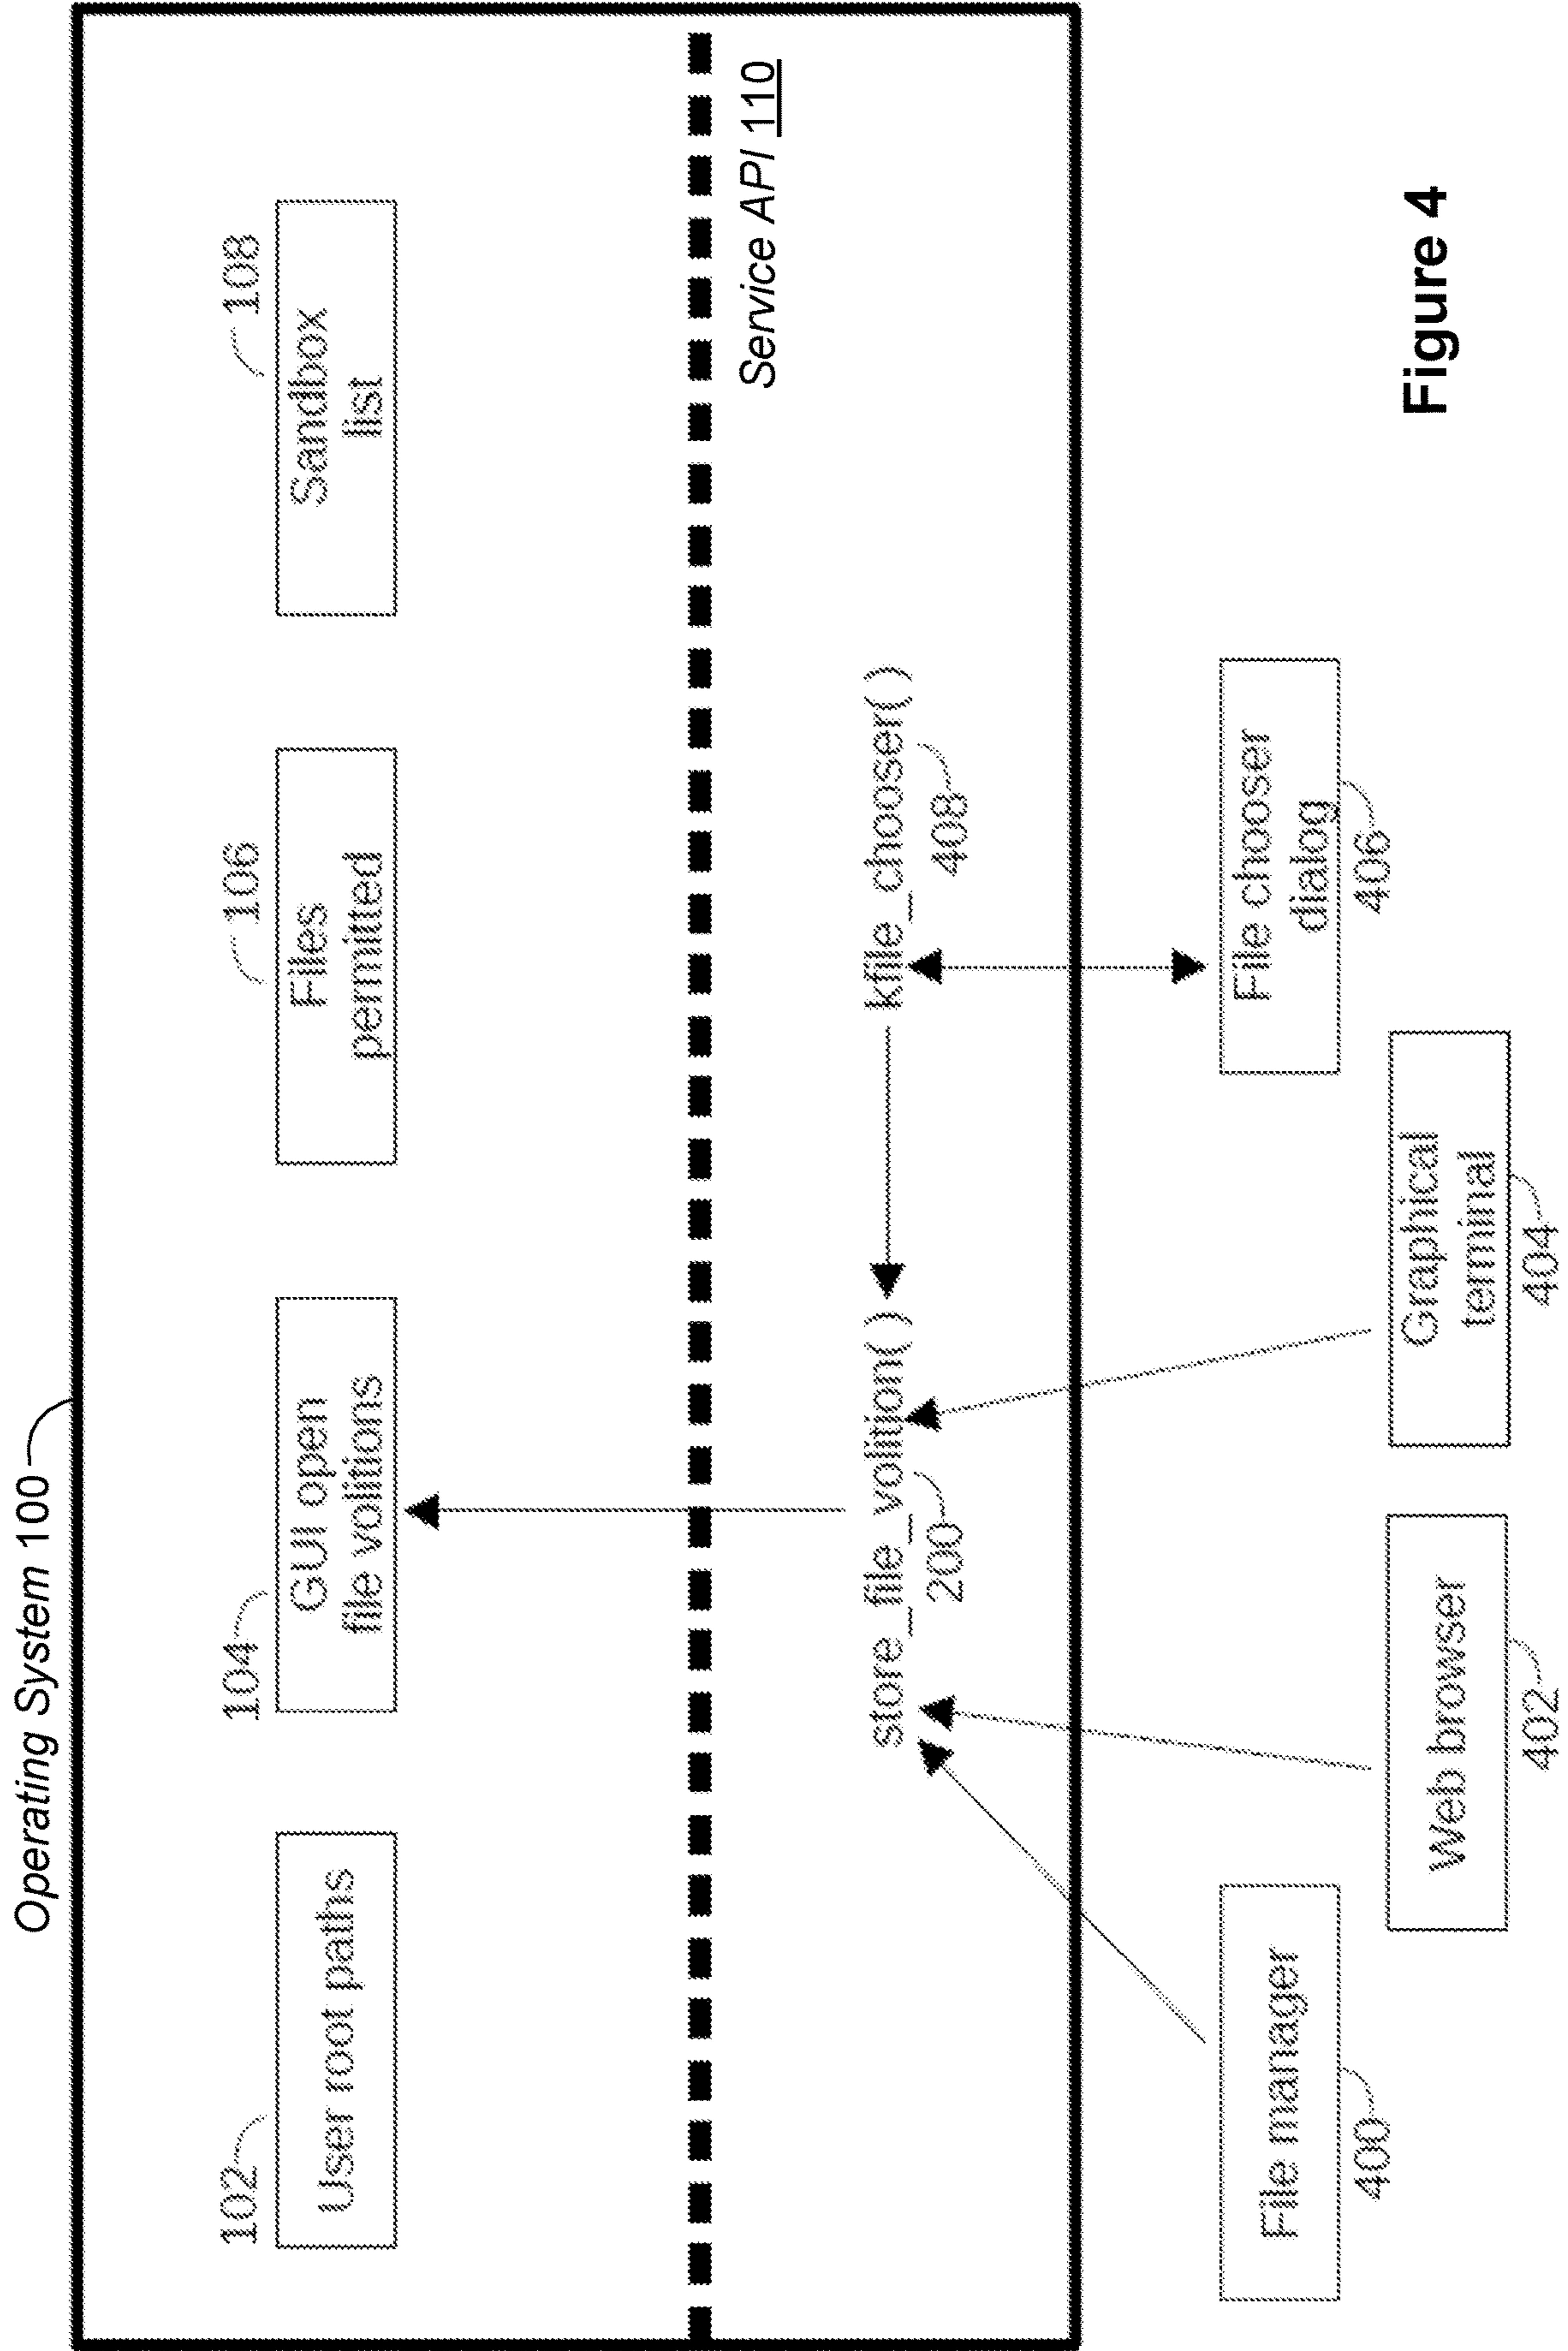 Operating System 100
102
User root paths
104
GUI open
file volitions
106
Files
permitted
108
Sandbox
list
Service API 110
store_file_volition( )
200
kfile_chooser( )
408
File manager
400
Web browser
402
Graphical
terminal
404
File chooser
dialog
406
Figure 4